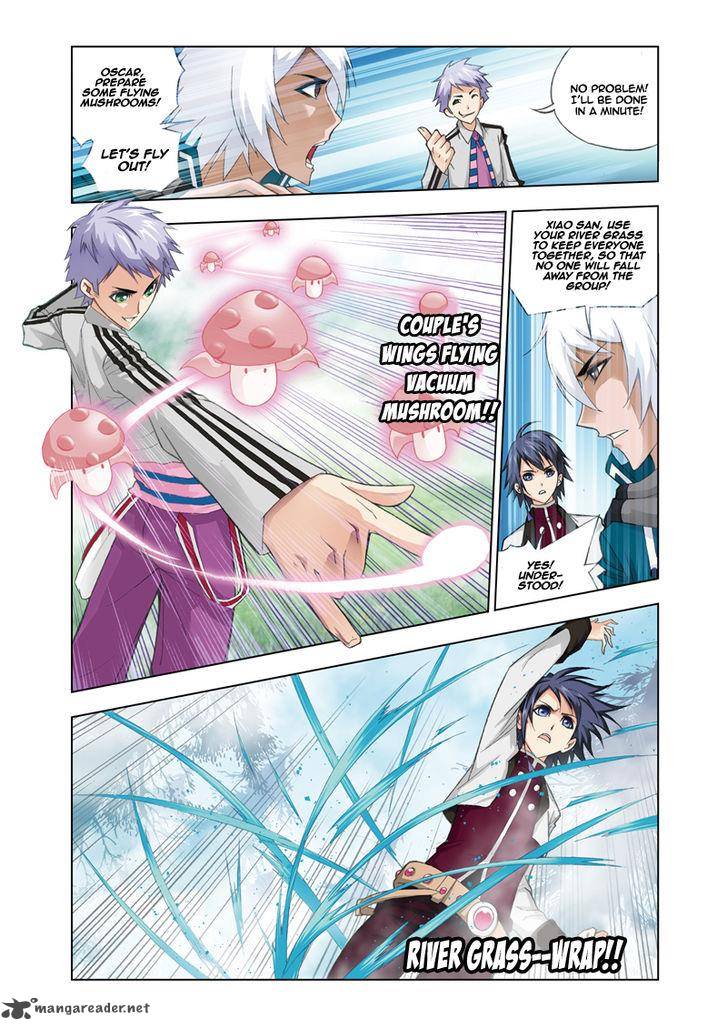 OSCAR,
PREPARE
SOME FLYING
MUSHROOMS!
LET'S FLY
OUT!
NO PROBLEM!
I'LL BE DONE
IN A MINUTE!
COUPLE'S
WINGS FLYING
VACUUM
MUSHROOM!!
XIAO SAN, USE
YOUR RIVER GRASS
TO KEEP EVERYONE
TOGETHER, SO THAT
NO ONE WILL FALL
AWAY FROM THE
GROUP!
YES!
UNDER-
STOOD!
RIVER GRASS--WRAP!!
mangareader.net